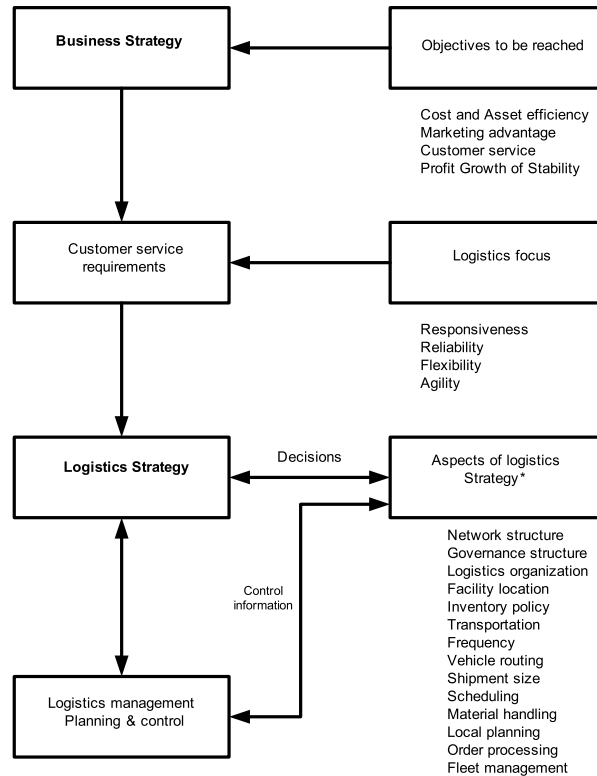 Business Strategy
Objectives to be reached
Cost and Asset efficiency
Marketing advantage
Customer service
Profit Growth of Stability
Customer service
requirements
Logistics focus
Responsiveness
Reliability
Flexibility
Agility
Logistics Strategy
Decisions
Aspects of logistics
Strategy*
Network structure
Governance structure
Logistics organization
Facility location
Inventory policy
Transportation
Frequency
Vehicle routing
Shipment size
Scheduling
Material handling
Local planning
Order processing
Fleet management
Control
information
Logistics management
Planning & control